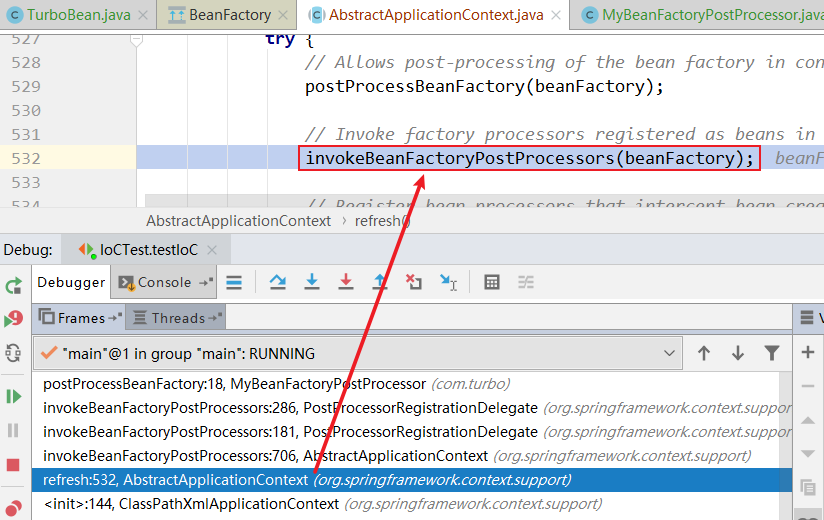 TurboBean.java BeanFactory AbstractApplicationContext.java MyBeanFactoryPostProcessor.java
527 try {
528 // Allows post-processing of the bean factory in con
529 postProcessBeanFactory(beanFactory);
530
531 // Invoke factory processors registered as beans in
532 invokeBeanFactoryPostProcessors(beanFactory); beanF
533
534 // Register bean processors that intercept bean crea
AbstractApplicationContext › refresh()
Debug: IoCTest.testIoC
Debugger Console
Frames Threads
"main"@1 in group "main": RUNNING
postProcessBeanFactory:18, MyBeanFactoryPostProcessor (com.turbo)
invokeBeanFactoryPostProcessors:286, PostProcessorRegistrationDelegate (org.springframework.context.support
invokeBeanFactoryPostProcessors:181, PostProcessorRegistrationDelegate (org.springframework.context.support
invokeBeanFactoryPostProcessors:706, AbstractApplicationContext (org.springframework.context.support)
refresh:532, AbstractApplicationContext (org.springframework.context.support)
<init>:144, ClassPathXmlApplicationContext (org.springframework.context.support)